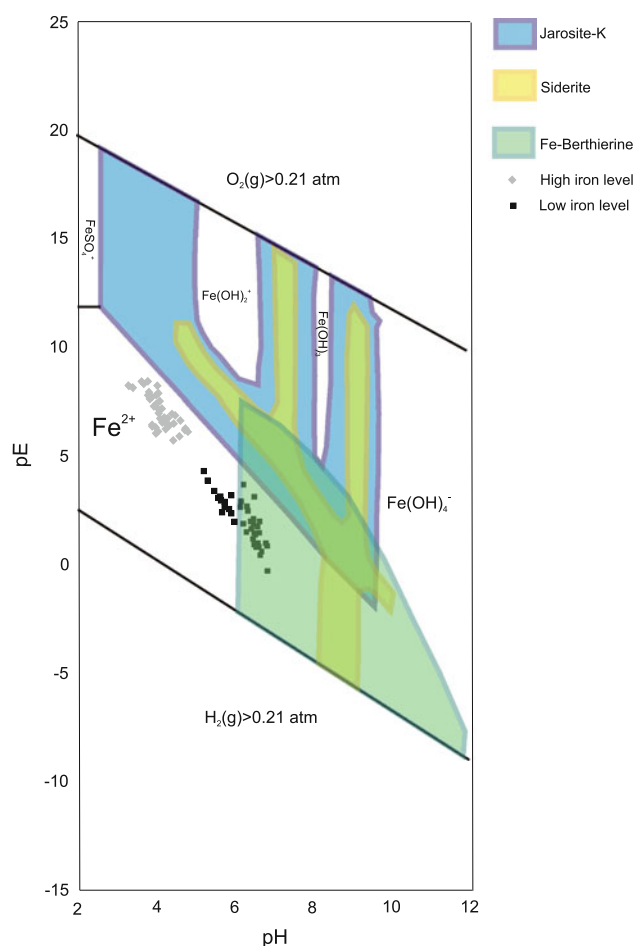 25
20
15
10
5
0
-5
-10
-15
2
4
6
8
10
12
pE
pH
O₂(g)>0.21 atm
FeSO₄⁺
Fe(OH)₂⁺
Fe(OH)₃
Fe²⁺
Fe(OH)₄⁻
H₂(g)>0.21 atm
Jarosite-K
Siderite
Fe-Berthierine
High iron level
Low iron level